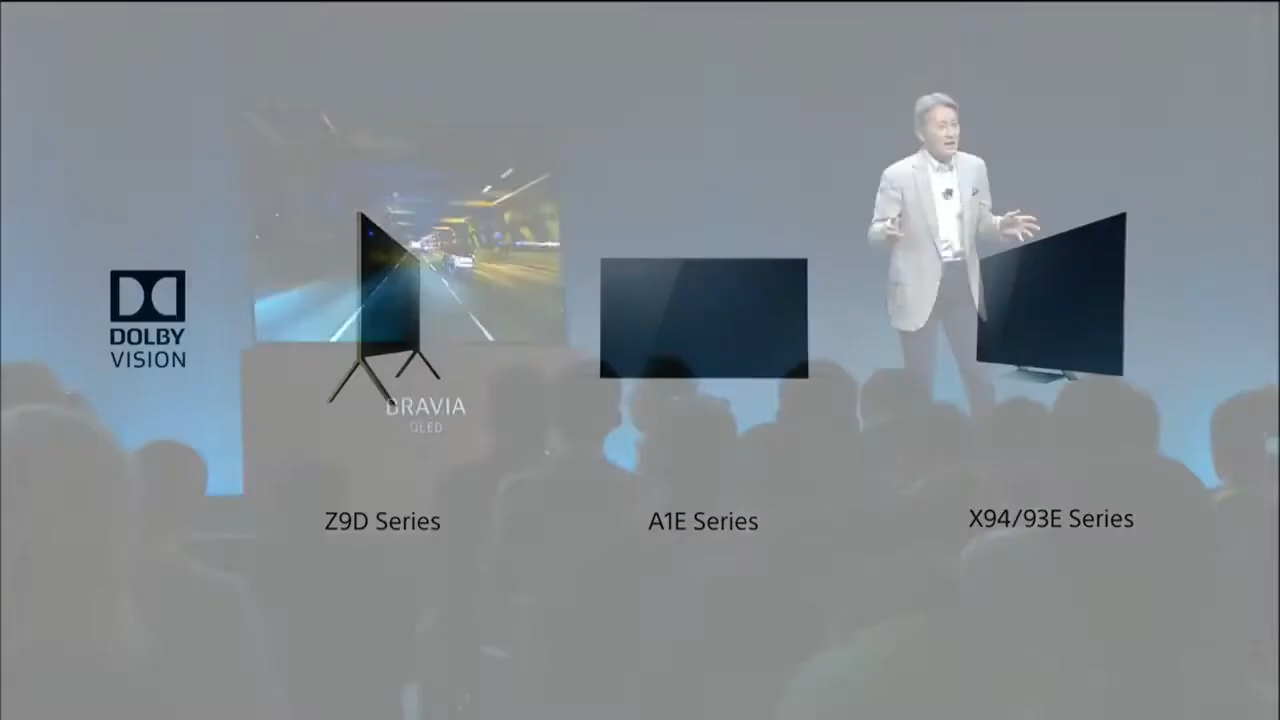 DOLBY
VISION
BRAVIA
OLED
Z9D Series
A1E Series
X94/93E Series